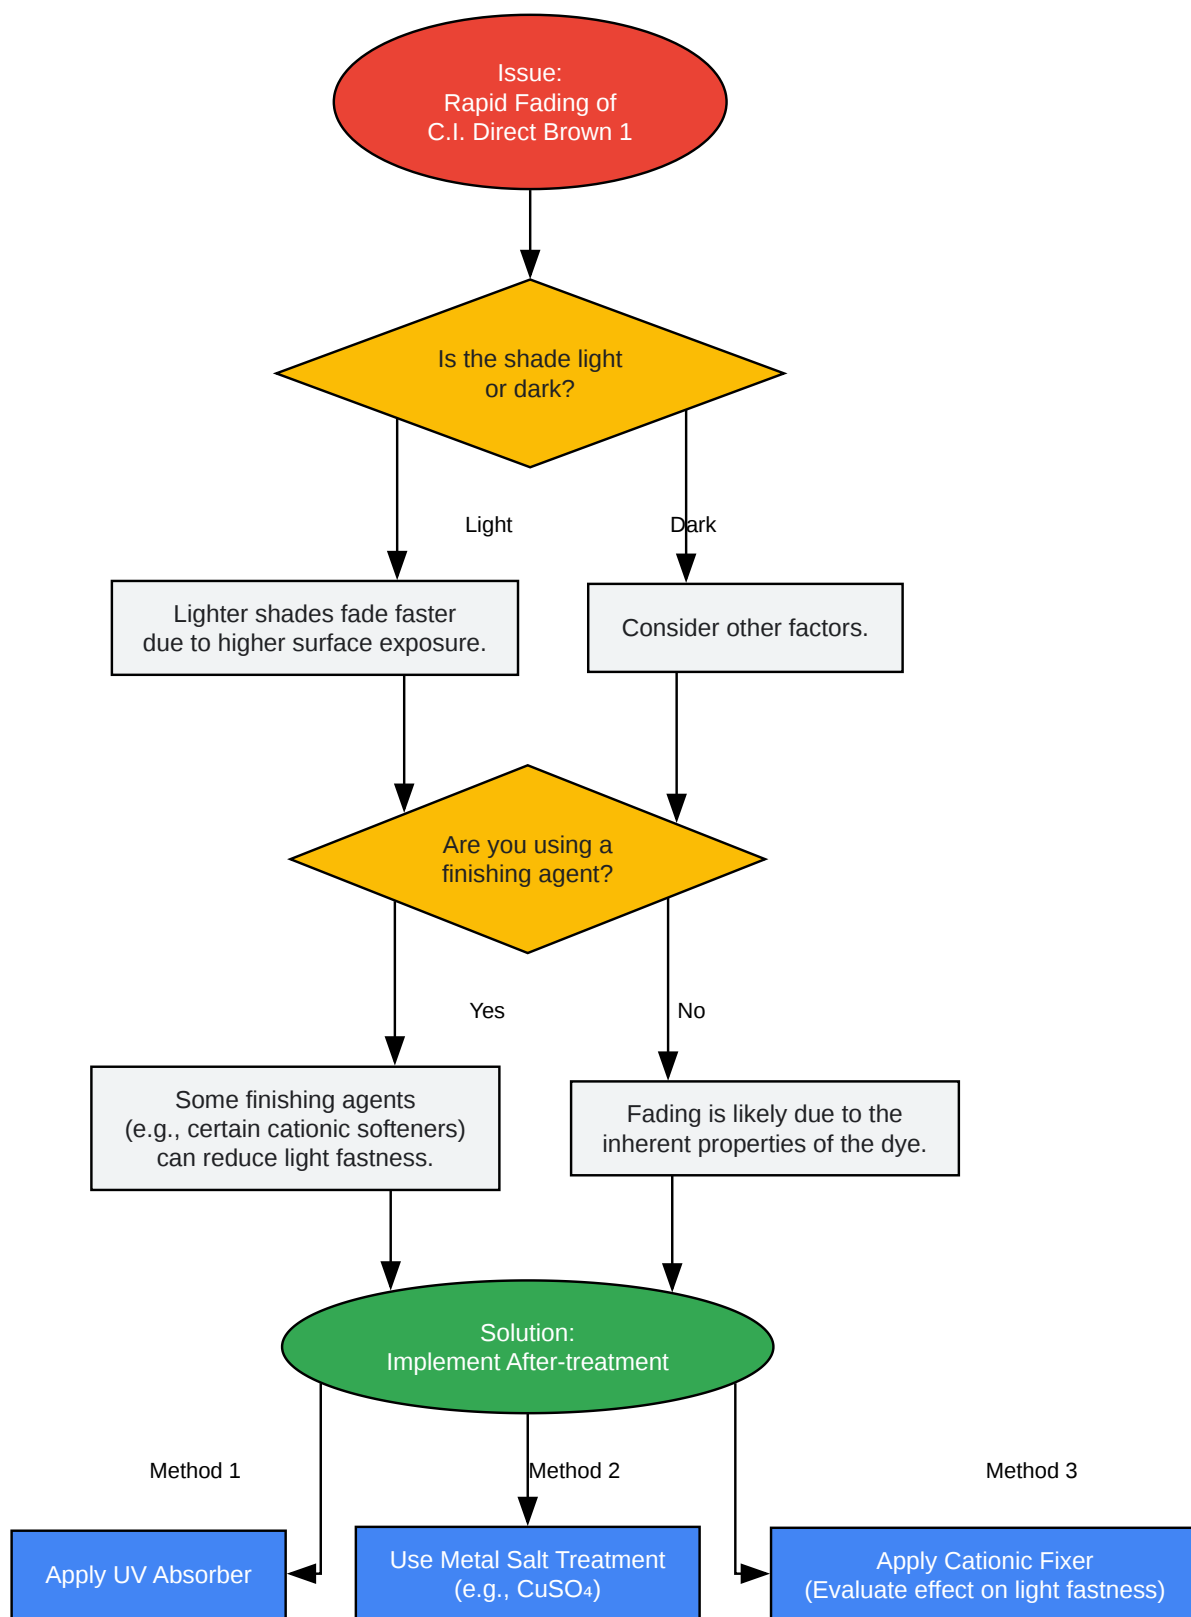 Issue:
Rapid Fading of
C.I. Direct Brown 1
Is the shade light
or dark?
Light
Dark
Lighter shades fade faster
due to higher surface exposure.
Consider other factors.
Are you using a
finishing agent?
Yes
No
Some finishing agents
(e.g., certain cationic softeners)
can reduce light fastness.
Fading is likely due to the
inherent properties of the dye.
Solution:
Implement After-treatment
Method 1
Method 2
Method 3
Apply UV Absorber
Use Metal Salt Treatment
(e.g., CuSO₄)
Apply Cationic Fixer
(Evaluate effect on light fastness)